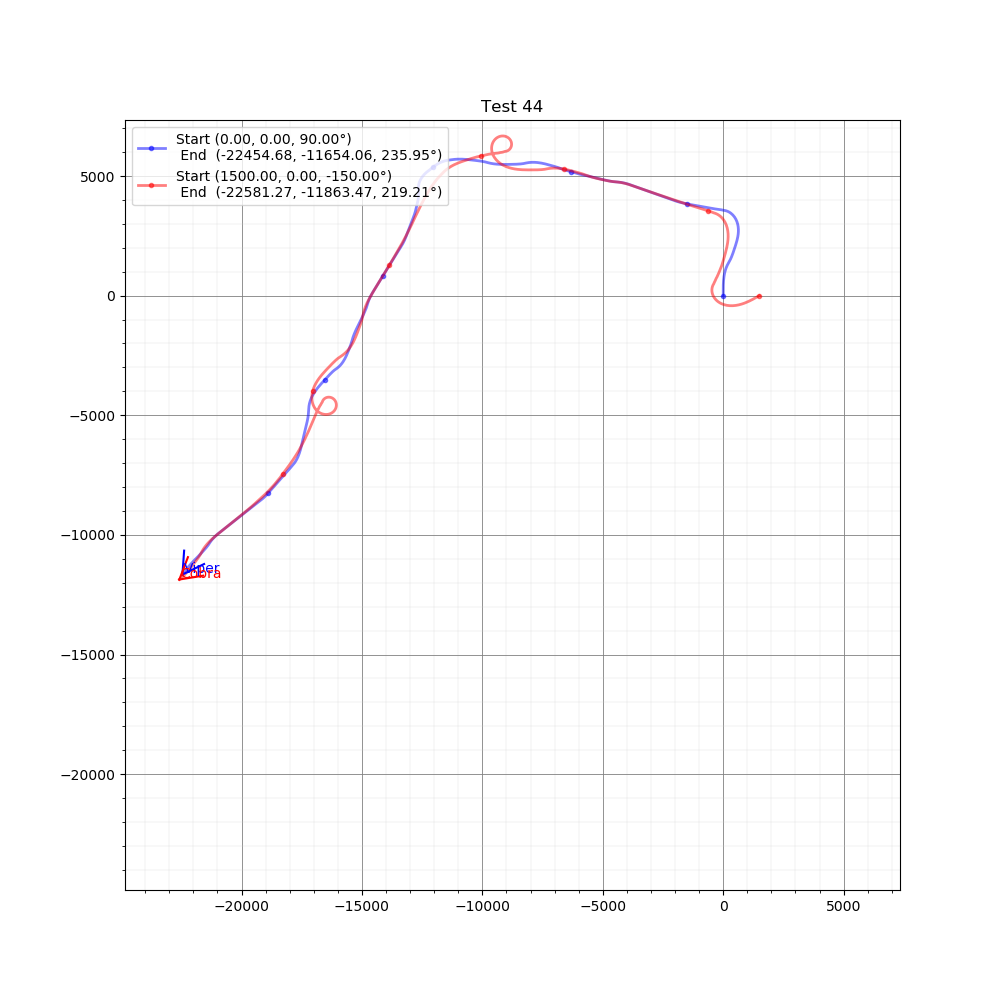 Test 44
Start (0.00, 0.00, 90.00°)
End (-22454.68, -11654.06, 235.95°)
Start (1500.00, 0.00, -150.00°)
End (-22581.27, -11863.47, 219.21°)
5000
0
−5000
−10000
−15000
−20000
−20000
−15000
−10000
−5000
0
5000